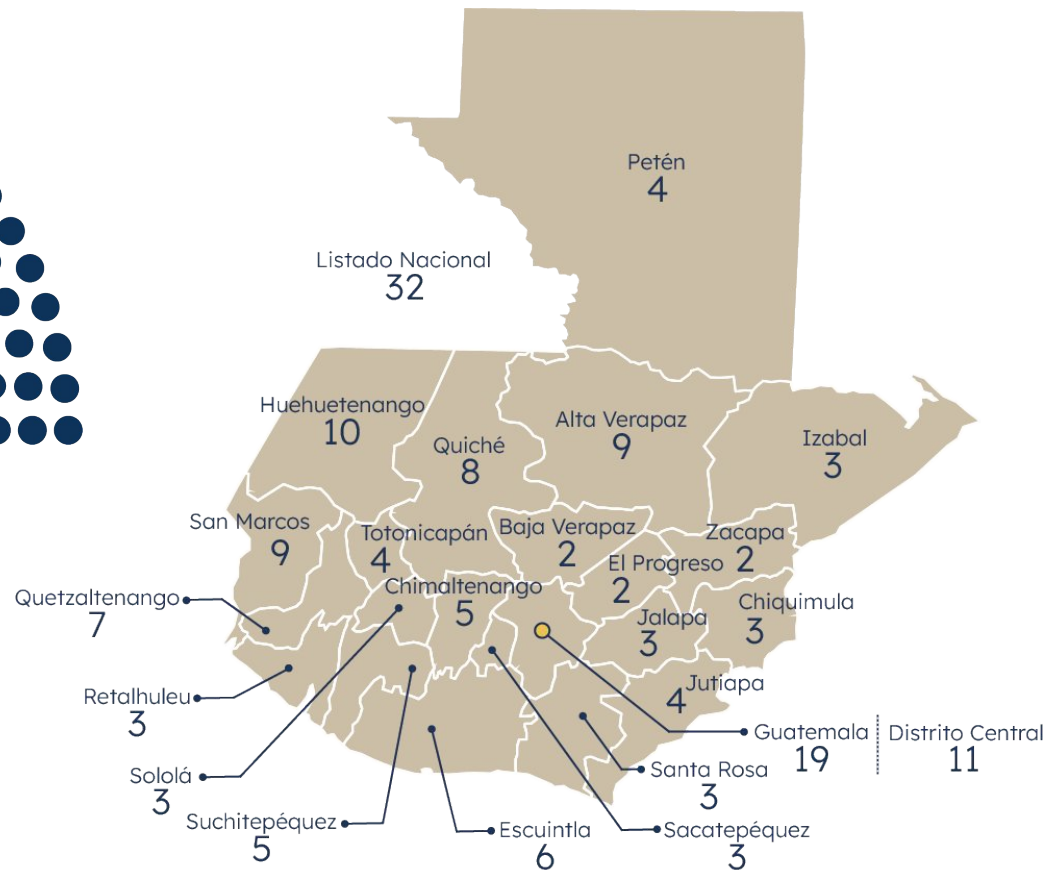 Petén
4
Listado Nacional
32
Huehuetenango
10
Quiché
8
Alta Verapaz
9
Izabal
3
San Marcos
9
Totonicapán
4
Baja Verapaz
2
El Progreso
2
Zacapa
2
Quetzaltenango
7
Chimaltenango
5
Jalapa
3
Chiquimula
3
Retalhuleu
3
Jutiapa
4
Guatemala
19
Distrito Central
11
Sololá
3
Santa Rosa
3
Suchitepéquez
5
Escuintla
6
Sacatepéquez
3